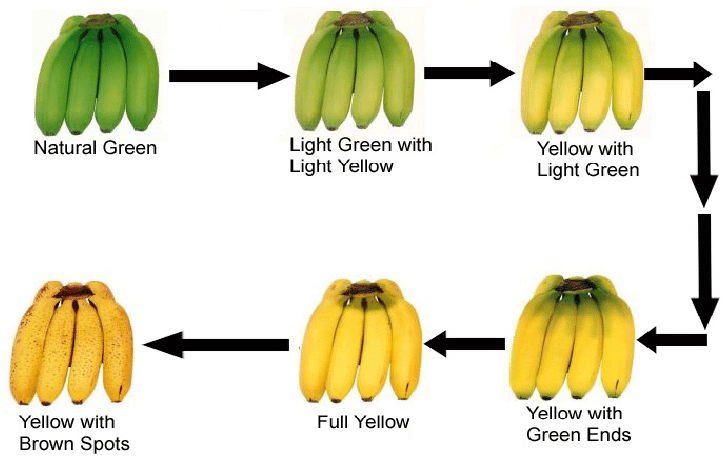 Natural Green
Light Green with
Light Yellow
Yellow with
Light Green
Yellow with
Green Ends
Full Yellow
Yellow with
Brown Spots